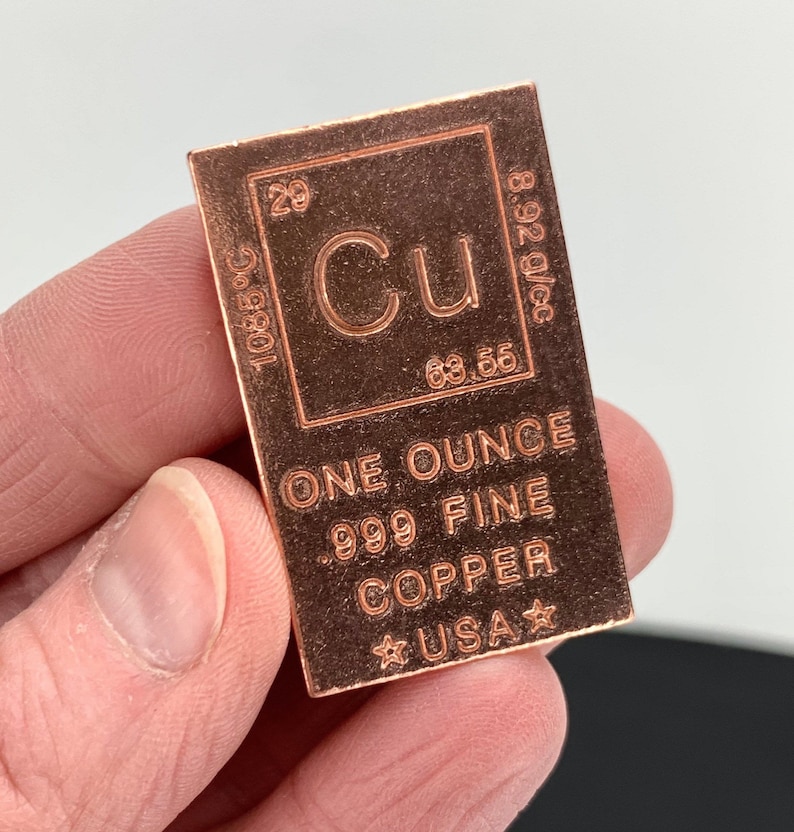 29
1085°C
Cu
8.92 g/cc
63.55
ONE OUNCE
.999 FINE
COPPER
☆ USA ☆